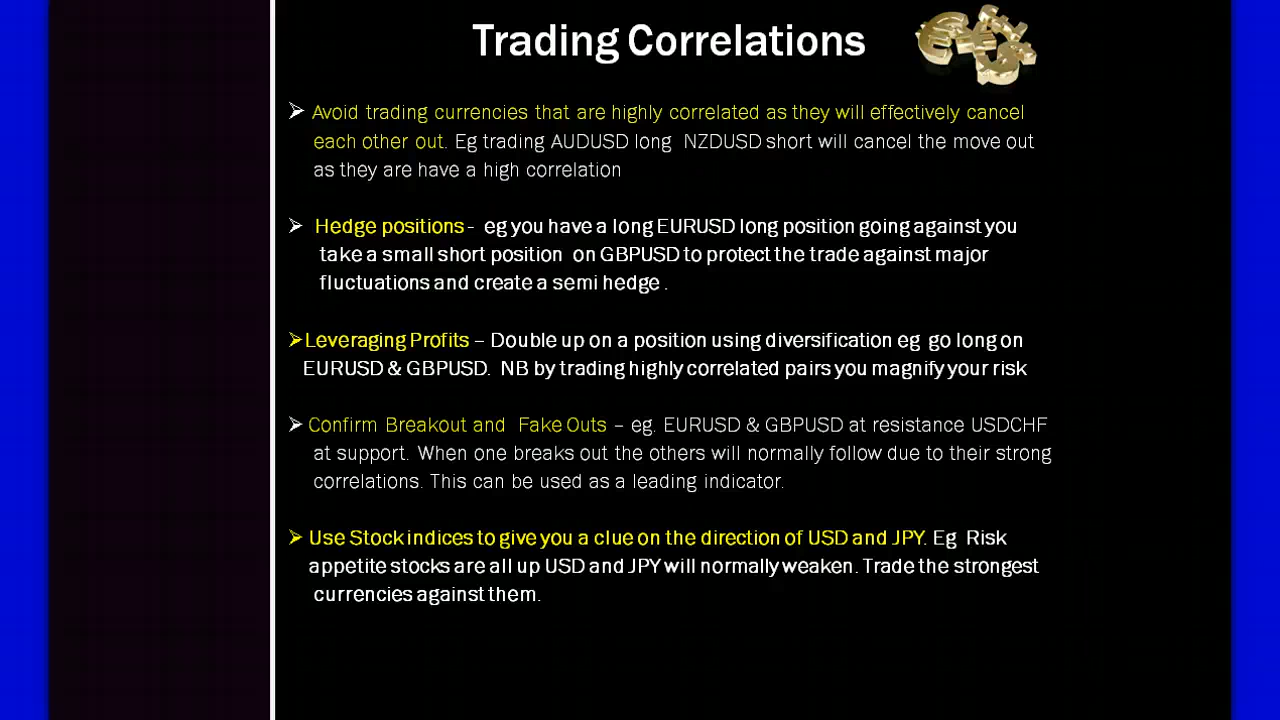 Trading Correlations
➢ Avoid trading currencies that are highly correlated as they will effectively cancel
each other out. Eg trading AUDUSD long NZDUSD short will cancel the move out
as they are have a high correlation
➢ Hedge positions - eg you have a long EURUSD long position going against you
take a small short position on GBPUSD to protect the trade against major
fluctuations and create a semi hedge .
➢Leveraging Profits – Double up on a position using diversification eg go long on
EURUSD & GBPUSD. NB by trading highly correlated pairs you magnify your risk
➢ Confirm Breakout and Fake Outs – eg. EURUSD & GBPUSD at resistance USDCHF
at support. When one breaks out the others will normally follow due to their strong
correlations. This can be used as a leading indicator.
➢ Use Stock indices to give you a clue on the direction of USD and JPY. Eg Risk
appetite stocks are all up USD and JPY will normally weaken. Trade the strongest
currencies against them.